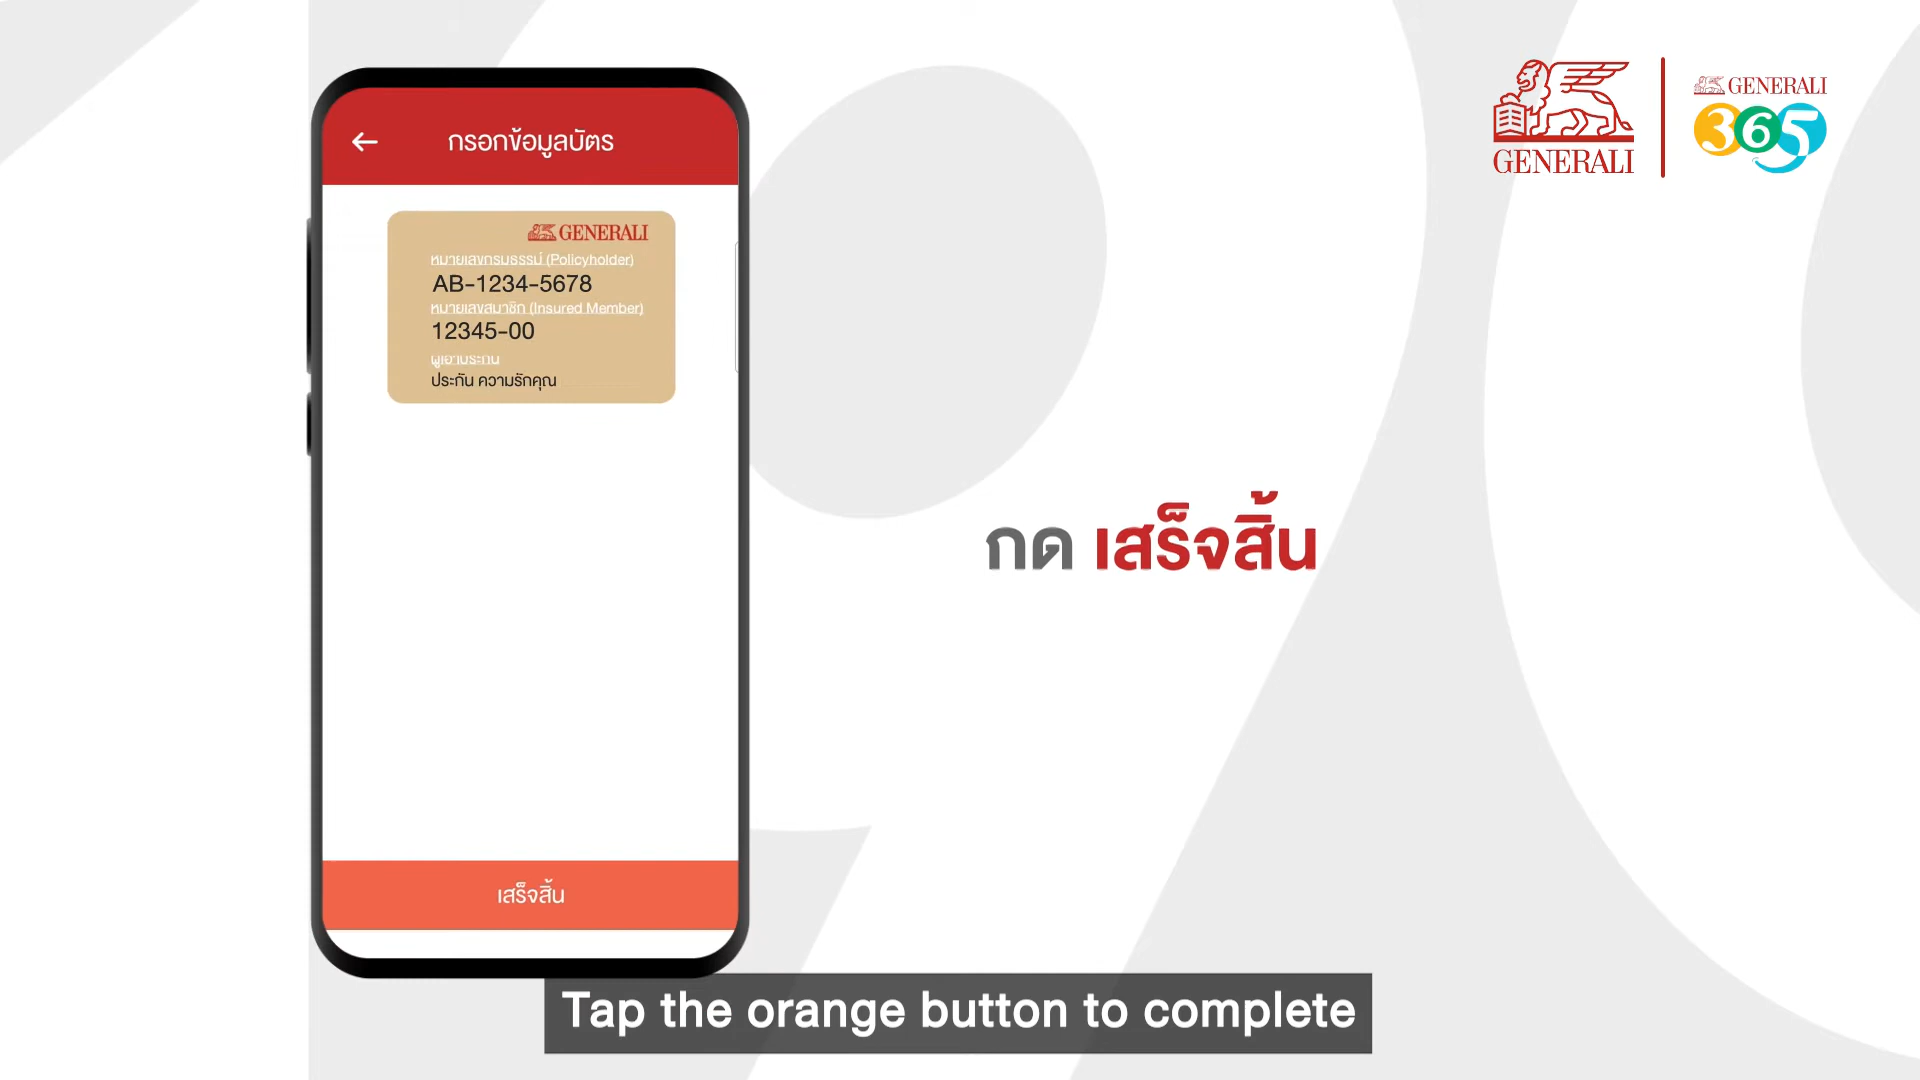 กรอกข้อมูลบัตร
GENERALI
หมายเลขกรมธรรม์ (Policyholder)
AB-1234-5678
หมายเลขสมาชิก (Insured Member)
12345-00
ผู้เอาประกัน
ประกัน ความรักคุณ
เสร็จสิ้น
GENERALI
GENERALI
365
กด เสร็จสิ้น
Tap the orange button to complete